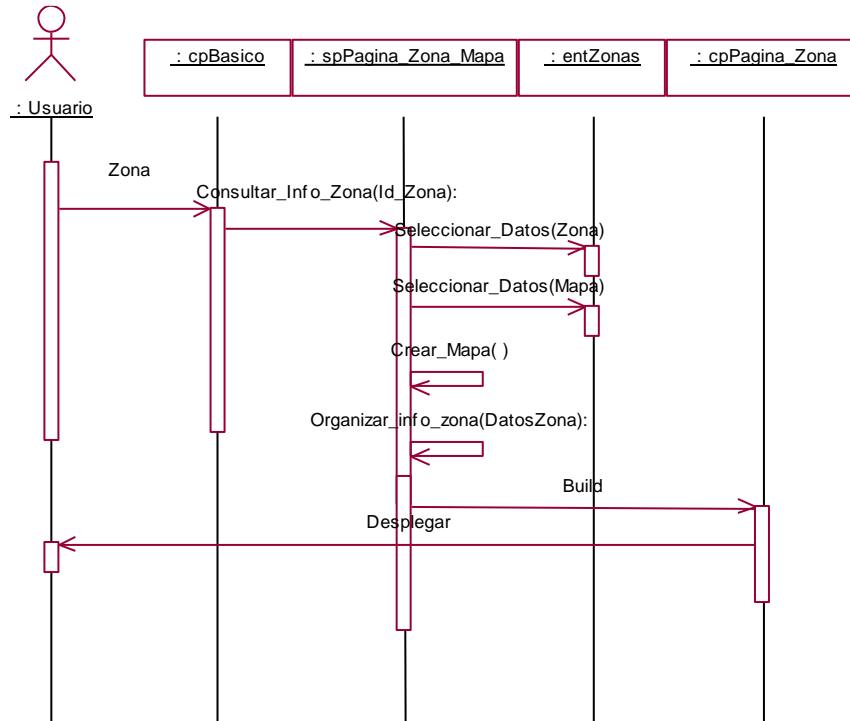 : cpBasico
: spPagina_Zona_Mapa
: entZonas
: cpPagina_Zona
: Usuario
Zona
Consultar_Info_Zona(Id_Zona):
Seleccionar_Datos(Zona)
Seleccionar_Datos(Mapa)
Crear_Mapa( )
Organizar_info_zona(DatosZona):
Build
Desplegar